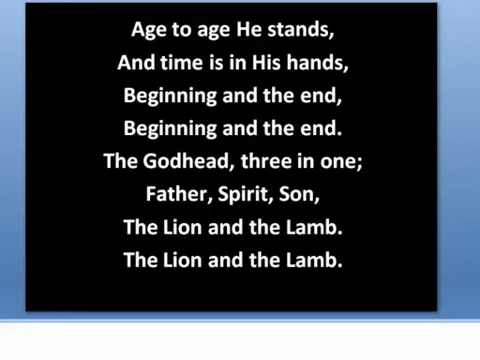 Age to age He stands,
And time is in His hands,
Beginning and the end,
Beginning and the end.
The Godhead, three in one;
Father, Spirit, Son,
The Lion and the Lamb.
The Lion and the Lamb.